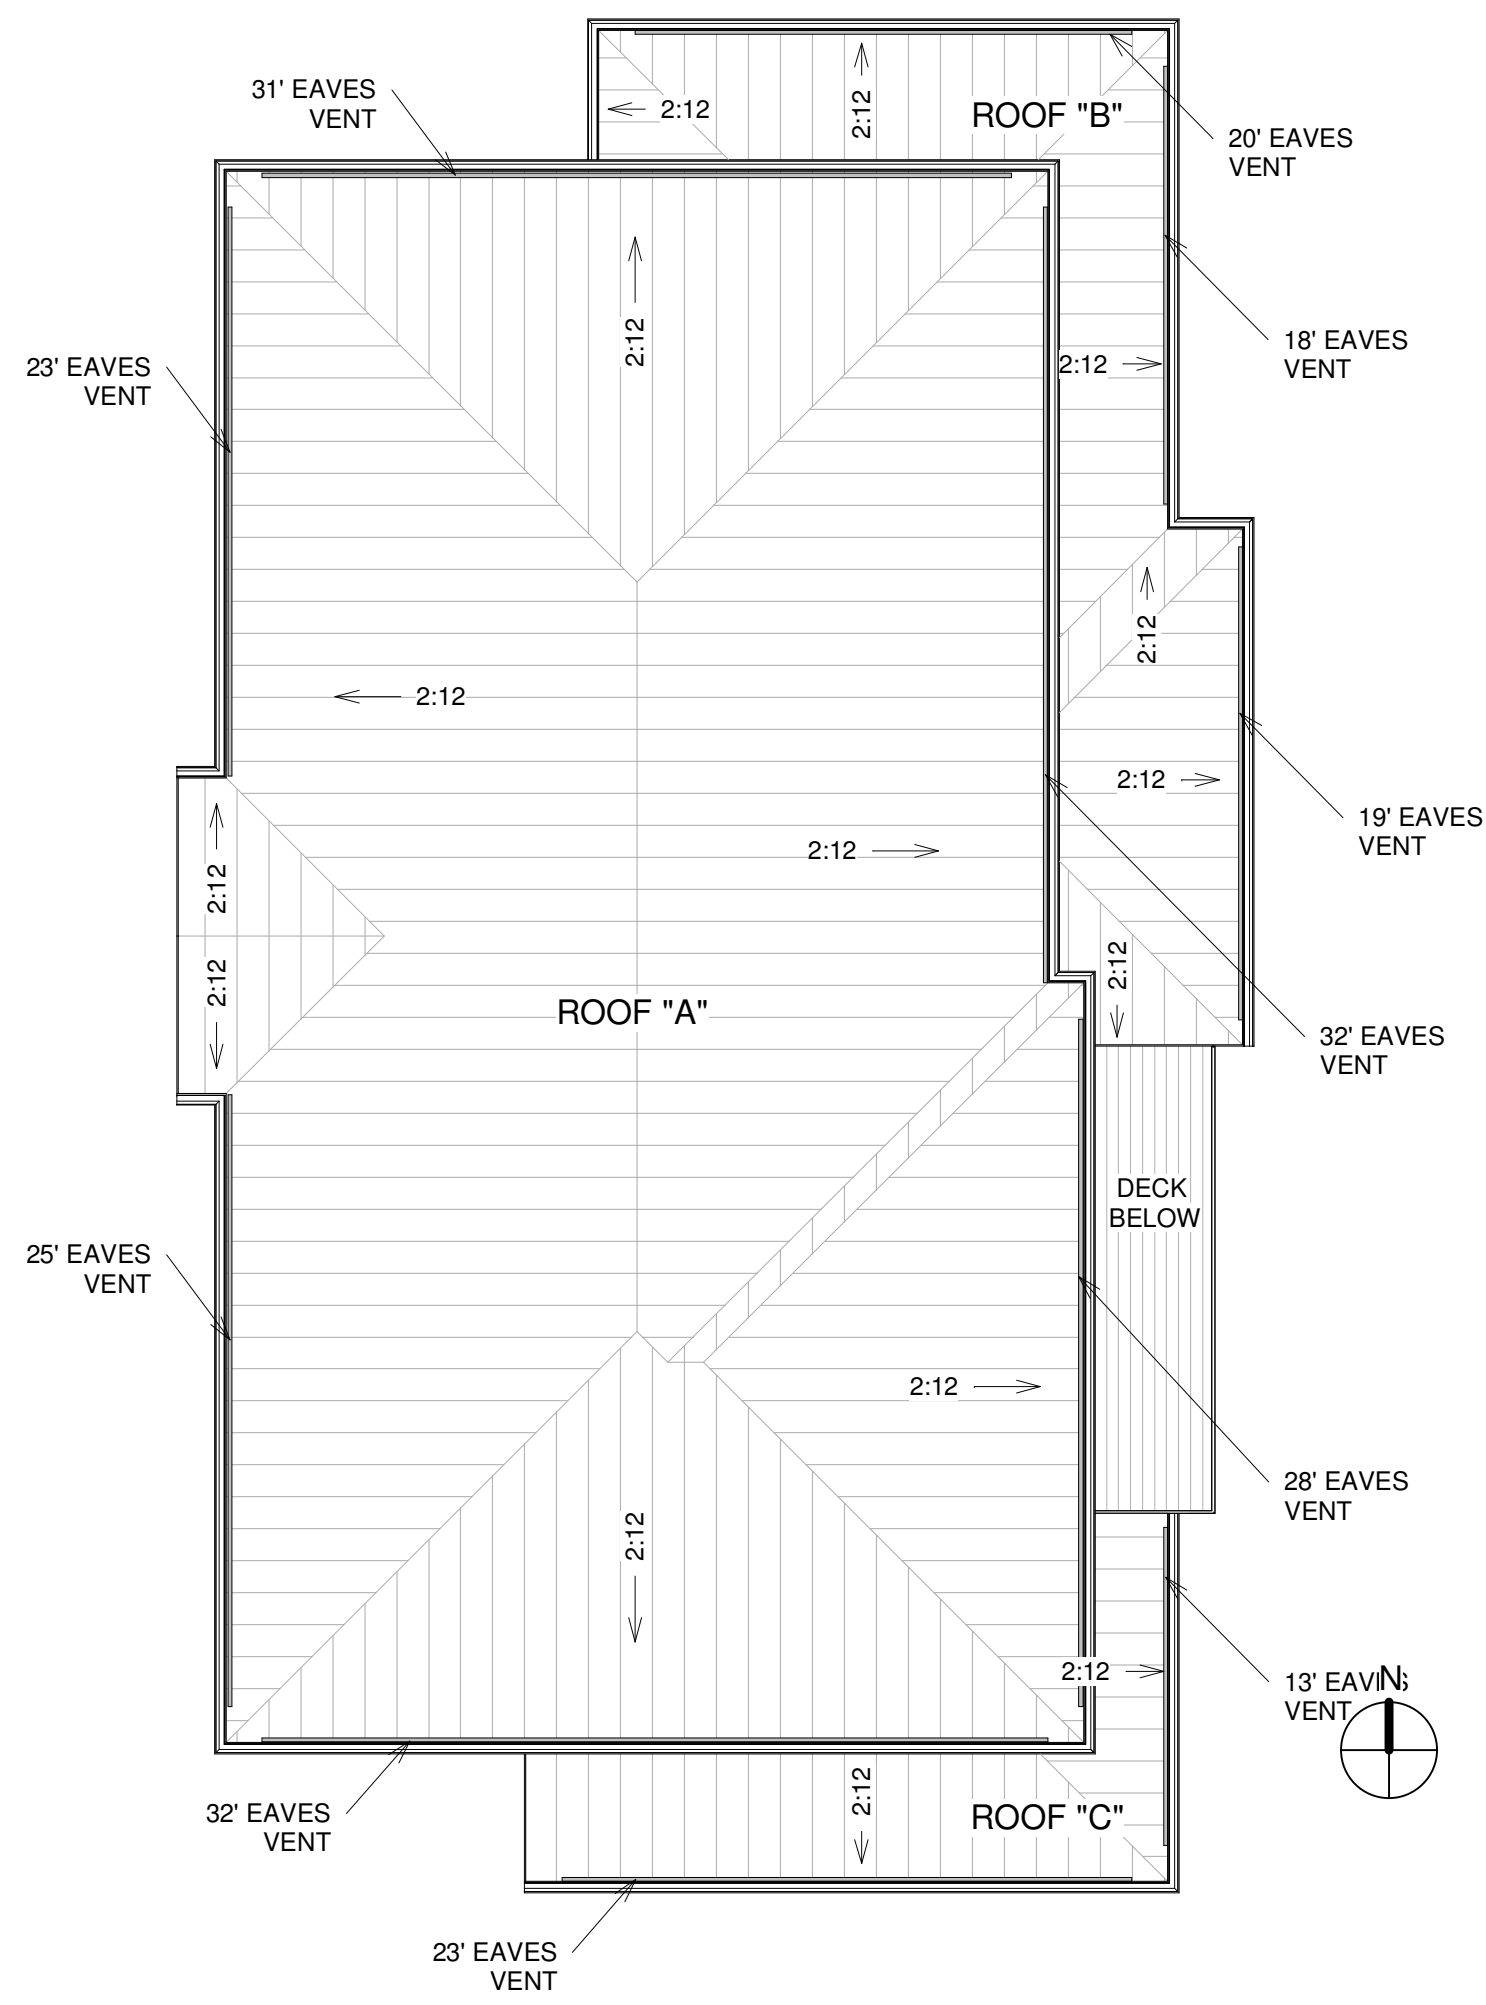 31' EAVES
VENT
2:12
2:12
ROOF "B"
20' EAVES
VENT
2:12
18' EAVES
VENT
2:12
23' EAVES
VENT
2:12
2:12
2:12
19' EAVES
VENT
2:12
2:12
2:12
2:12
ROOF "A"
32' EAVES
VENT
DECK
BELOW
25' EAVES
VENT
2:12
28' EAVES
VENT
2:12
2:12
13' EAVES
VENT
N
32' EAVES
VENT
2:12
ROOF "C"
23' EAVES
VENT